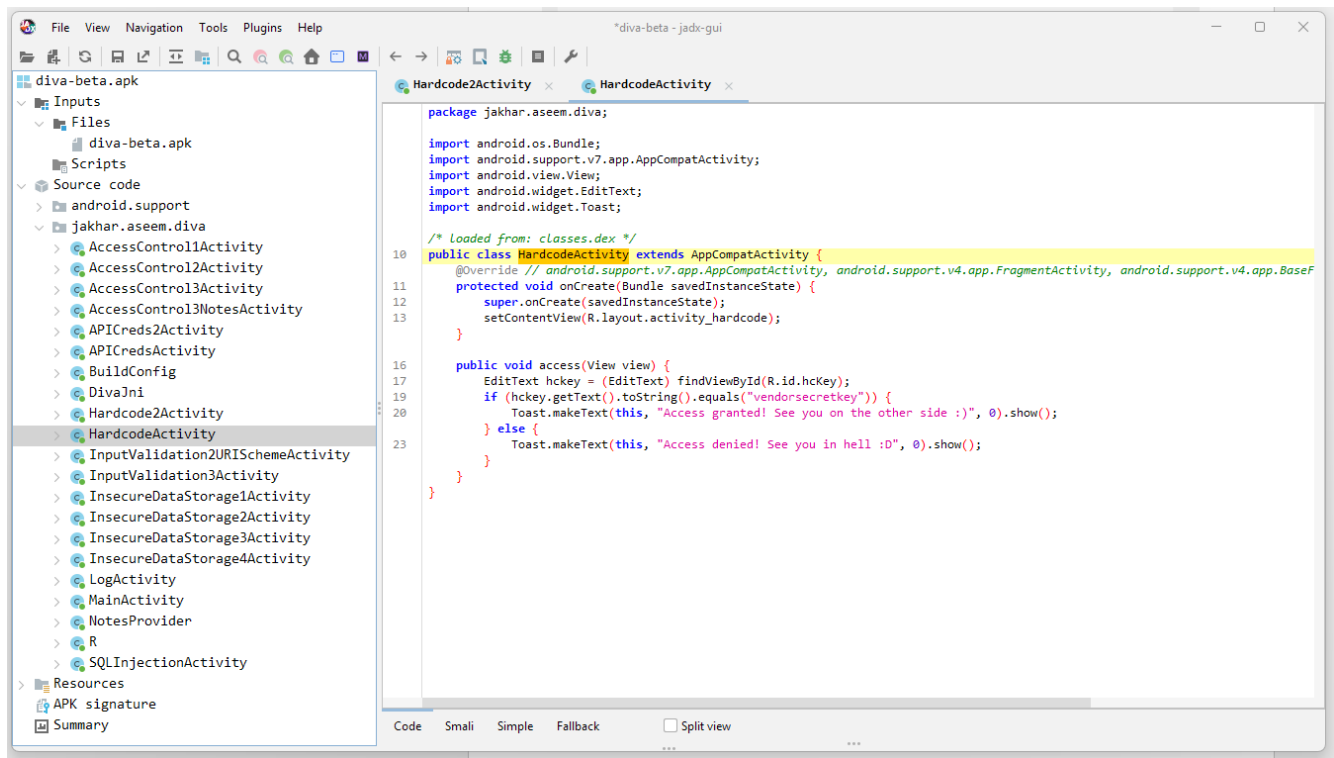 File View Navigation Tools Plugins Help
*diva-beta - jadx-gui
diva-beta.apk
Inputs
Files
diva-beta.apk
Scripts
Source code
android.support
jakhar.aseem.diva
AccessControl1Activity
AccessControl2Activity
AccessControl3Activity
AccessControl3NotesActivity
APICreds2Activity
APICredsActivity
BuildConfig
DivaJni
Hardcode2Activity
HardcodeActivity
InputValidation2URISchemeActivity
InputValidation3Activity
InsecureDataStorage1Activity
InsecureDataStorage2Activity
InsecureDataStorage3Activity
InsecureDataStorage4Activity
LogActivity
MainActivity
NotesProvider
R
SQLInjectionActivity
Resources
APK signature
Summary
Hardcode2Activity
HardcodeActivity
package jakhar.aseem.diva;
import android.os.Bundle;
import android.support.v7.app.AppCompatActivity;
import android.view.View;
import android.widget.EditText;
import android.widget.Toast;
/* loaded from: classes.dex */
10 public class HardcodeActivity extends AppCompatActivity {
@Override // android.support.v7.app.AppCompatActivity, android.support.v4.app.FragmentActivity, android.support.v4.app.BaseF
11 protected void onCreate(Bundle savedInstanceState) {
12 super.onCreate(savedInstanceState);
13 setContentView(R.layout.activity_hardcode);
}
16 public void access(View view) {
17 EditText hckey = (EditText) findViewById(R.id.hcKey);
19 if (hckey.getText().toString().equals("vendorsecretkey")) {
20 Toast.makeText(this, "Access granted! See you on the other side :)", 0).show();
} else {
23 Toast.makeText(this, "Access denied! See you in hell :D", 0).show();
}
}
}
Code Smali Simple Fallback Split view